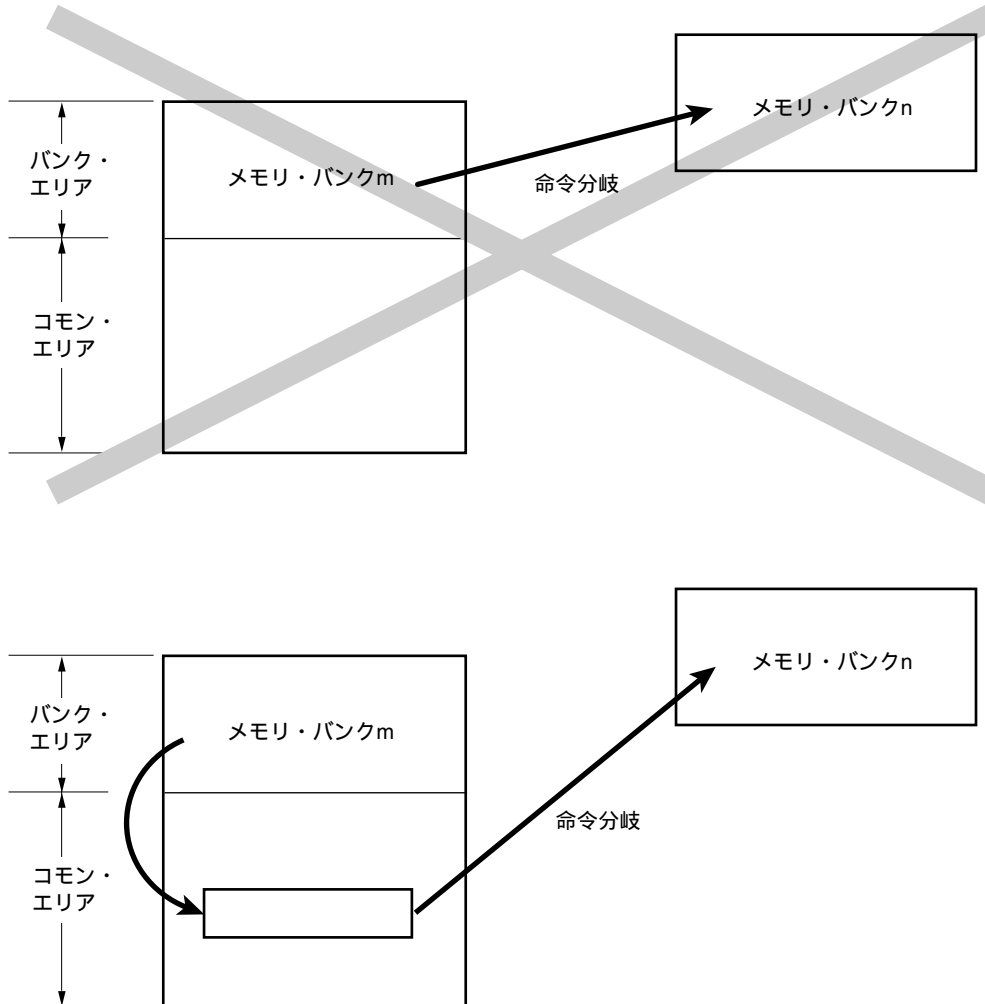 メモリ・バンクn
バンク・
エリア
メモリ・バンクm
命令分岐
コモン・
エリア
メモリ・バンクn
バンク・
エリア
メモリ・バンクm
命令分岐
コモン・
エリア